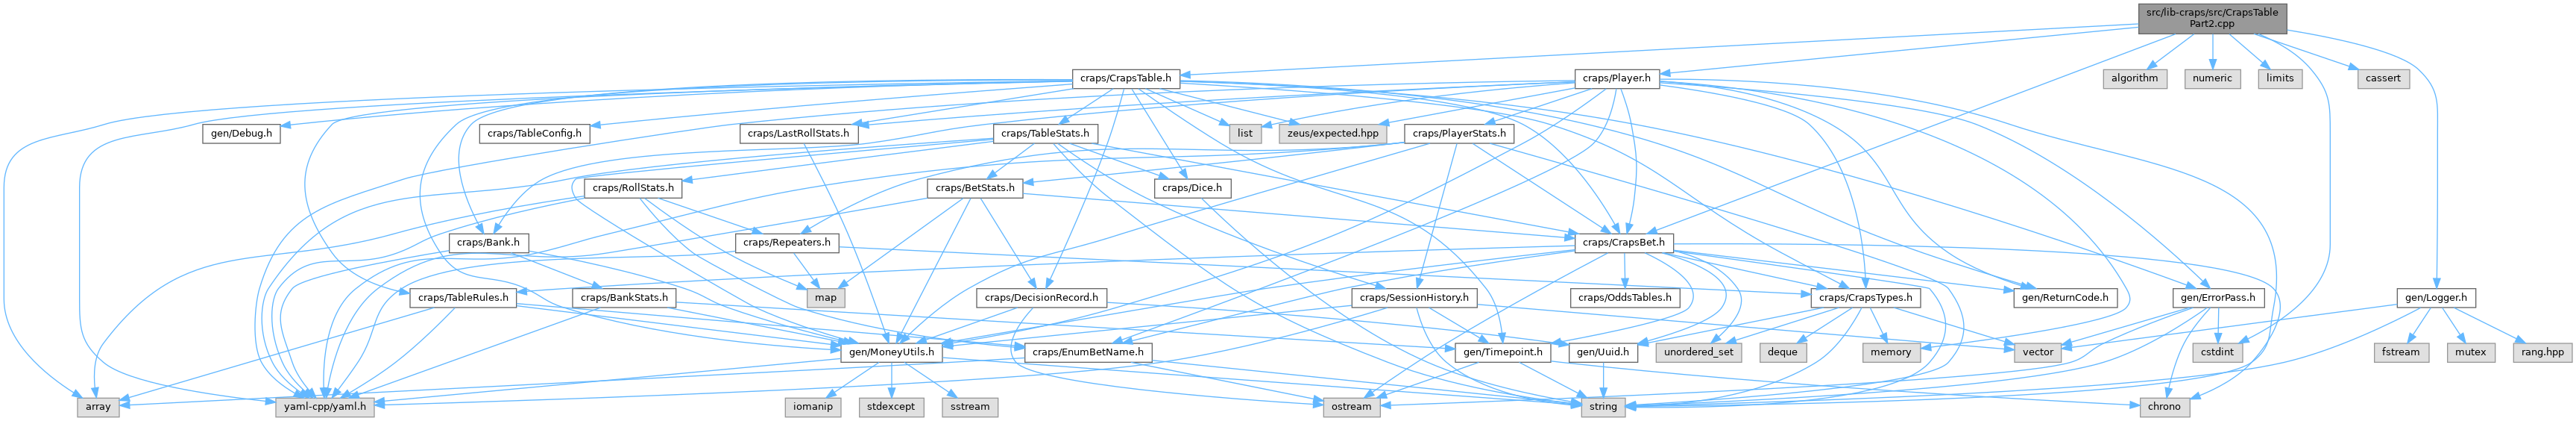 src/lib-craps/src/CrapsTable
Part2.cpp
craps/CrapsTable.h
craps/Player.h
algorithm
numeric
limits
cassert
gen/Debug.h
craps/TableConfig.h
craps/LastRollStats.h
craps/TableStats.h
list
zeus/expected.hpp
craps/PlayerStats.h
craps/RollStats.h
craps/BetStats.h
craps/Dice.h
craps/Bank.h
craps/Repeaters.h
craps/CrapsBet.h
craps/TableRules.h
craps/BankStats.h
map
craps/DecisionRecord.h
craps/SessionHistory.h
craps/OddsTables.h
craps/CrapsTypes.h
gen/ReturnCode.h
gen/ErrorPass.h
gen/Logger.h
gen/MoneyUtils.h
craps/EnumBetName.h
gen/Timepoint.h
gen/Uuid.h
unordered_set
deque
memory
vector
cstdint
fstream
mutex
rang.hpp
array
yaml-cpp/yaml.h
iomanip
stdexcept
sstream
ostream
string
chrono